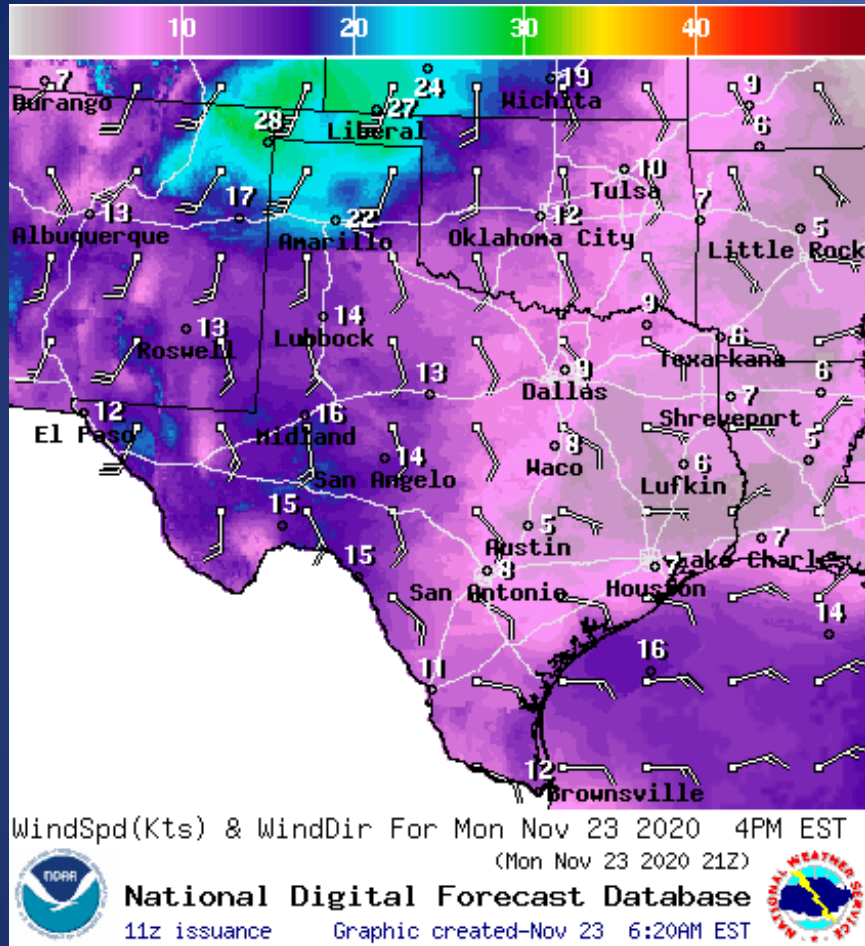 10 20 30 40
7 24 19 9
Durango Liberal 27 Wichita
28 6
10
Tulsa
13 17 22 12 7 5
Albuquerque Amarillo Oklahoma City Little Rock
13 14 9
Roswell Lubbock 6
Texarkana
13 9 6
Dallas 7
12 16 Shreveport
El Paso Midland
14 8 6 5
San Angelo Waco Lufkin
15 5 7
Austin Lake Charles
15 8 7
San Antonio Houston
14
11 16
12
Brownsville
WindSpd(Kts) & WindDir For Mon Nov 23 2020 4PM EST
(Mon Nov 23 2020 21Z)
noaa
National Digital Forecast Database
11z issuance Graphic created-Nov 23 6:20AM EST
NATIONAL WEATHER SERVICE